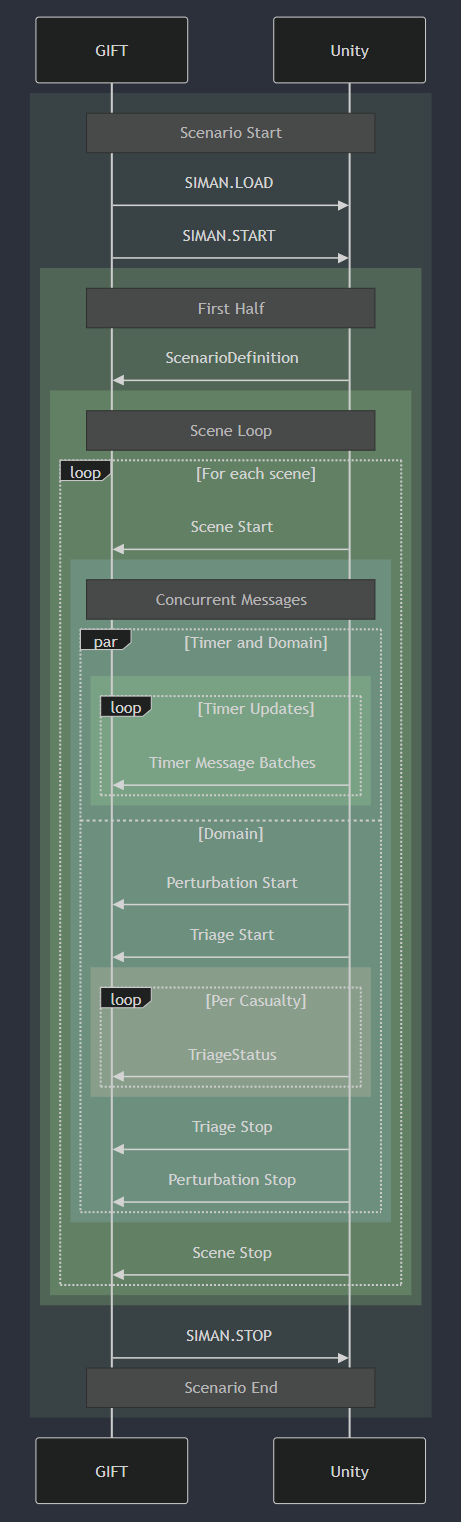 GIFT
Unity
Scenario Start
SIMAN.LOAD
SIMAN.START
First Half
ScenarioDefinition
Scene Loop
loop
[For each scene]
Scene Start
Concurrent Messages
par
[Timer and Domain]
loop
[Timer Updates]
Timer Message Batches
[Domain]
Perturbation Start
Triage Start
loop
[Per Casualty]
TriageStatus
Triage Stop
Perturbation Stop
Scene Stop
SIMAN.STOP
Scenario End
GIFT
Unity